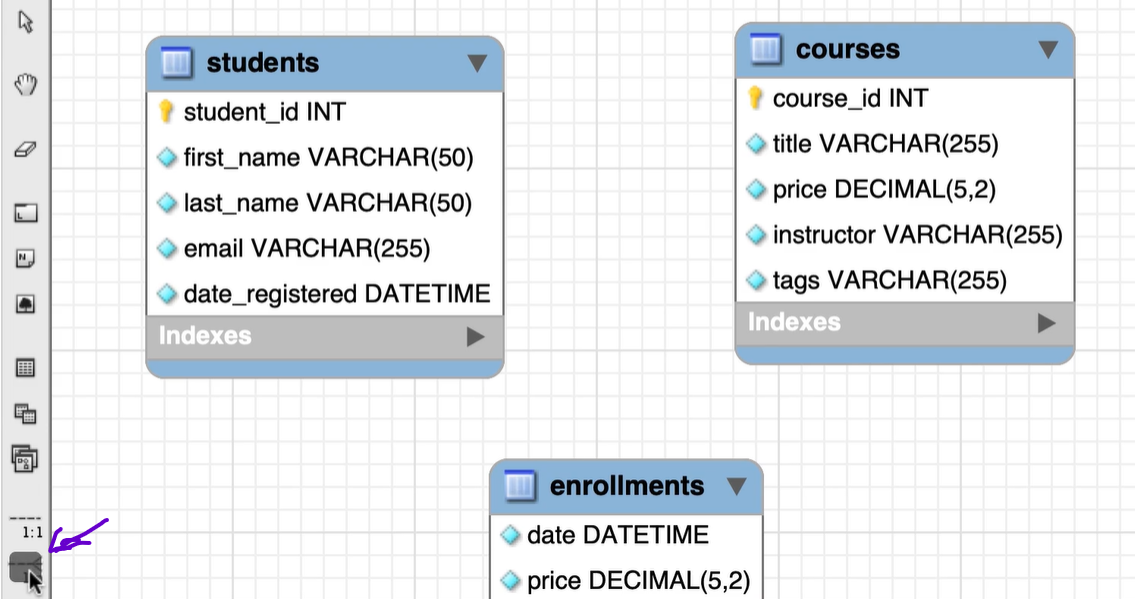 students
student_id INT
first_name VARCHAR(50)
last_name VARCHAR(50)
email VARCHAR(255)
date_registered DATETIME
Indexes
courses
course_id INT
title VARCHAR(255)
price DECIMAL(5,2)
instructor VARCHAR(255)
tags VARCHAR(255)
Indexes
enrollments
date DATETIME
price DECIMAL(5,2)
1:1